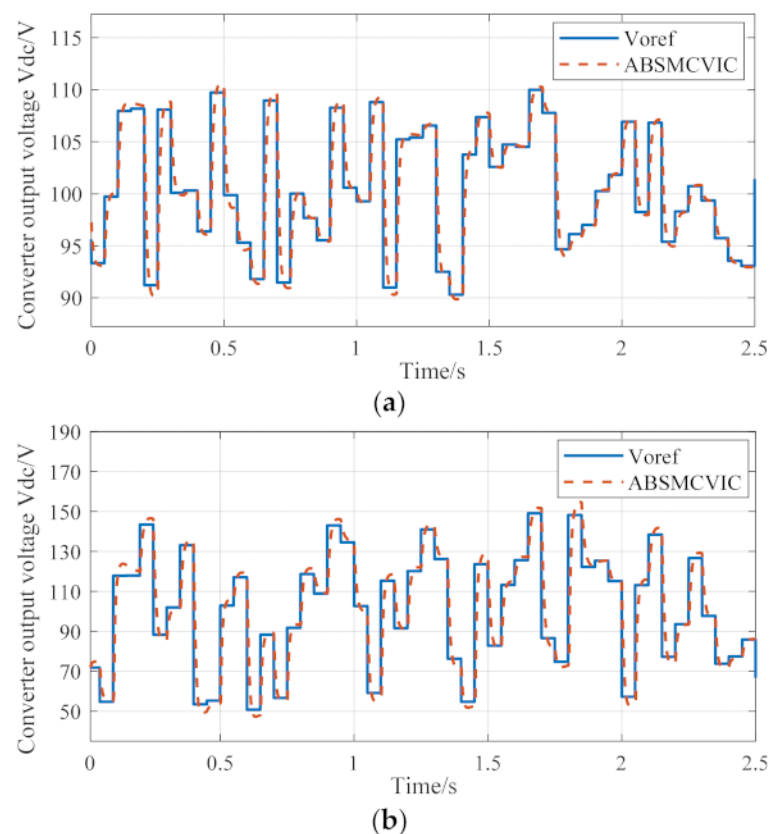 Converter output voltage Vdc/V
115
110
105
100
95
90
Voref
ABSMCVIC
0
0.5
1
1.5
2
2.5
Time/s
(a)
Converter output voltage Vdc/V
190
170
150
130
110
90
70
50
Voref
ABSMCVIC
0
0.5
1
1.5
2
2.5
Time/s
(b)